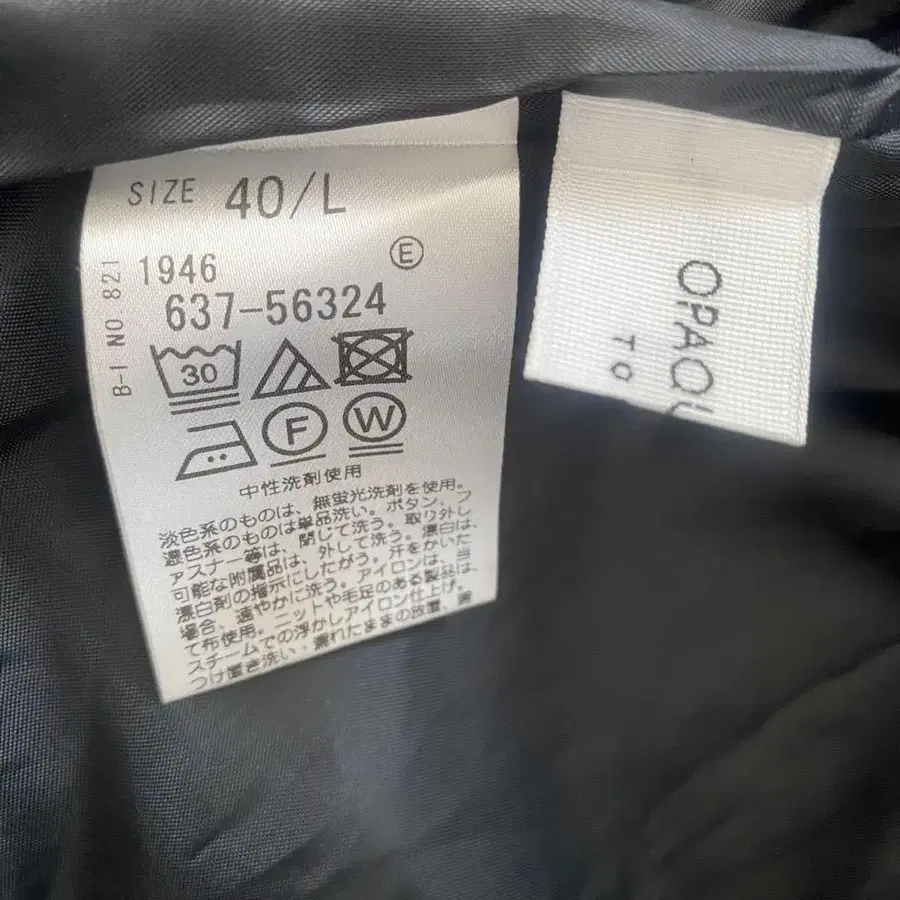 SIZE 40/L
B-1 NO 821
1946 E
637-56324
30
F W
中性洗剤使用
淡色系のものは、無蛍光洗剤を使用。
濃色系のものは単品洗い。ボタン、フ
ァスナー等は、閉じて洗う。取り外し
可能な附属品は、外して洗う。漂白は、
漂白剤の指示にしたがう。汗をかいた
場合、速やかに洗う。アイロンは、当
て布使用。ニットや毛足のある製品は、
スチームでの浮かしアイロン仕上げ。
つけ置き洗い・濡れたままの放置、
OPAQU
TO